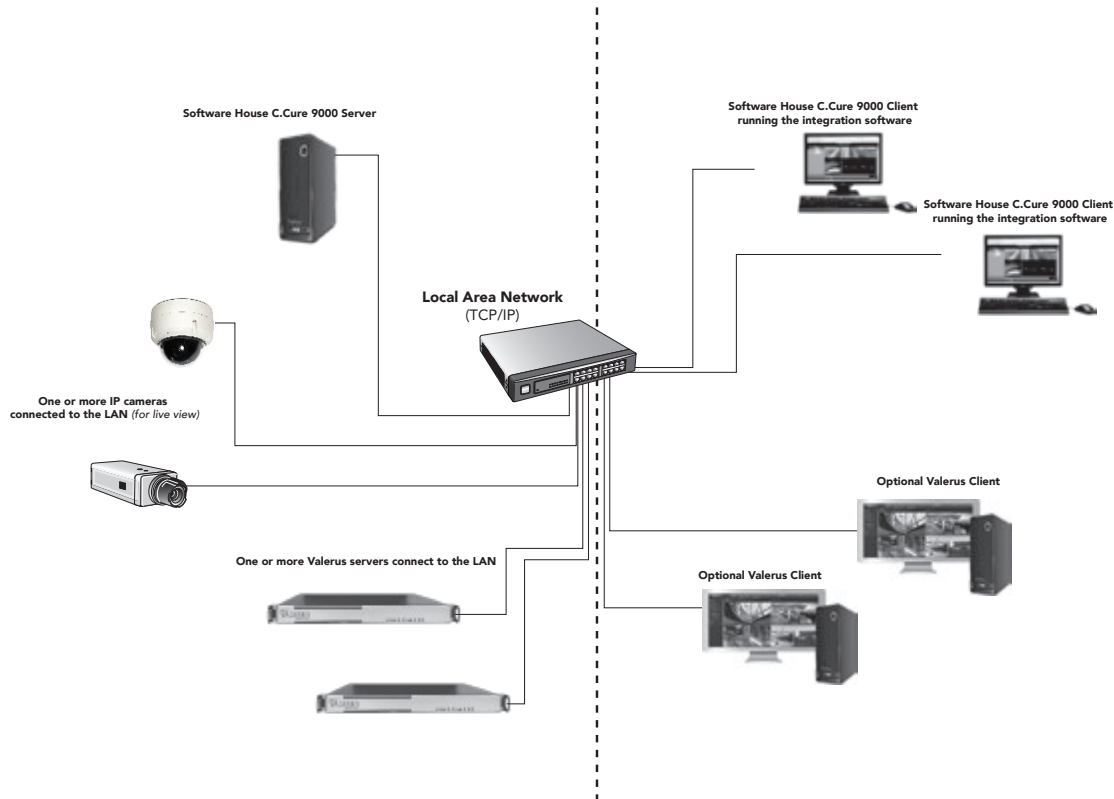 Software House C.Cure 9000 Server
Software House C.Cure 9000 Client
running the integration software
Software House C.Cure 9000 Client
running the integration software
Local Area Network
(TCP/IP)
One or more IP cameras
connected to the LAN (for live view)
Optional Valerus Client
One or more Valerus servers connect to the LAN
Optional Valerus Client